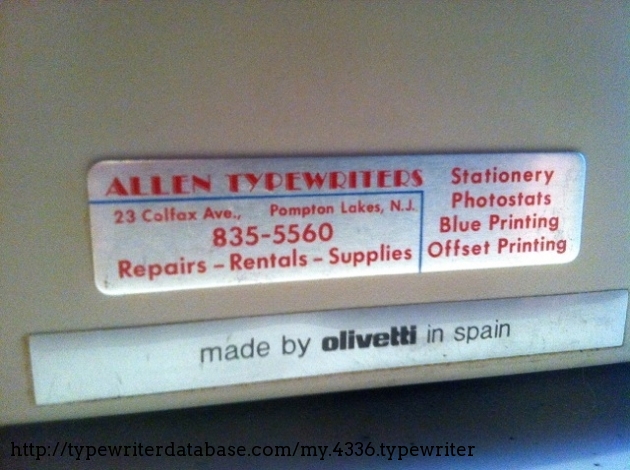 ALLEN TYPEWRITERS
23 Colfax Ave., Pompton Lakes, N.J.
835-5560
Repairs – Rentals – Supplies
Stationery
Photostats
Blue Printing
Offset Printing
made by olivetti in spain
http://typewriterdatabase.com/my.4336.typewriter